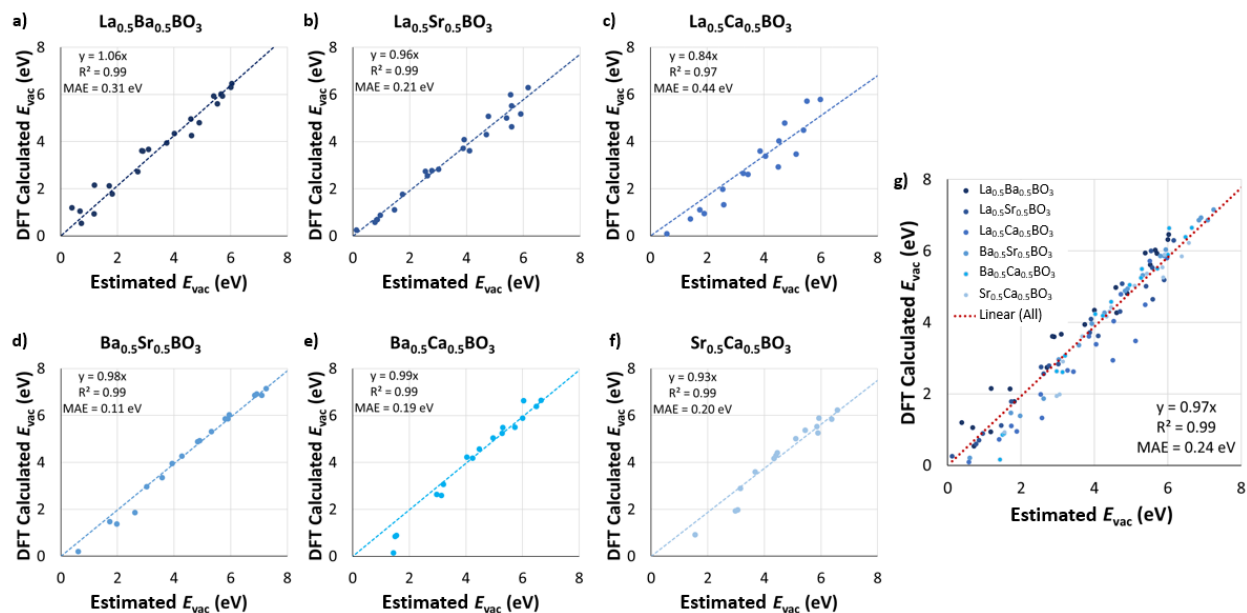 a)
La₀.₅Ba₀.₅BO₃
y = 1.06x
R² = 0.99
MAE = 0.31 eV
DFT Calculated Eᵥₐc (eV)
8
6
4
2
0
0 2 4 6 8
Estimated Eᵥₐc (eV)
b)
La₀.₅Sr₀.₅BO₃
y = 0.96x
R² = 0.99
MAE = 0.21 eV
DFT Calculated Eᵥₐc (eV)
8
6
4
2
0
0 2 4 6 8
Estimated Eᵥₐc (eV)
c)
La₀.₅Ca₀.₅BO₃
y = 0.84x
R² = 0.97
MAE = 0.44 eV
DFT Calculated Eᵥₐc (eV)
8
6
4
2
0
0 2 4 6 8
Estimated Eᵥₐc (eV)
d)
Ba₀.₅Sr₀.₅BO₃
y = 0.98x
R² = 0.99
MAE = 0.11 eV
DFT Calculated Eᵥₐc (eV)
8
6
4
2
0
0 2 4 6 8
Estimated Eᵥₐc (eV)
e)
Ba₀.₅Ca₀.₅BO₃
y = 0.99x
R² = 0.99
MAE = 0.19 eV
DFT Calculated Eᵥₐc (eV)
8
6
4
2
0
0 2 4 6 8
Estimated Eᵥₐc (eV)
f)
Sr₀.₅Ca₀.₅BO₃
y = 0.93x
R² = 0.99
MAE = 0.20 eV
DFT Calculated Eᵥₐc (eV)
8
6
4
2
0
0 2 4 6 8
Estimated Eᵥₐc (eV)
g)
La₀.₅Ba₀.₅BO₃
La₀.₅Sr₀.₅BO₃
La₀.₅Ca₀.₅BO₃
Ba₀.₅Sr₀.₅BO₃
Ba₀.₅Ca₀.₅BO₃
Sr₀.₅Ca₀.₅BO₃
Linear (All)
DFT Calculated Eᵥₐc (eV)
8
6
4
2
0
y = 0.97x
R² = 0.99
MAE = 0.24 eV
0 2 4 6 8
Estimated Eᵥₐc (eV)